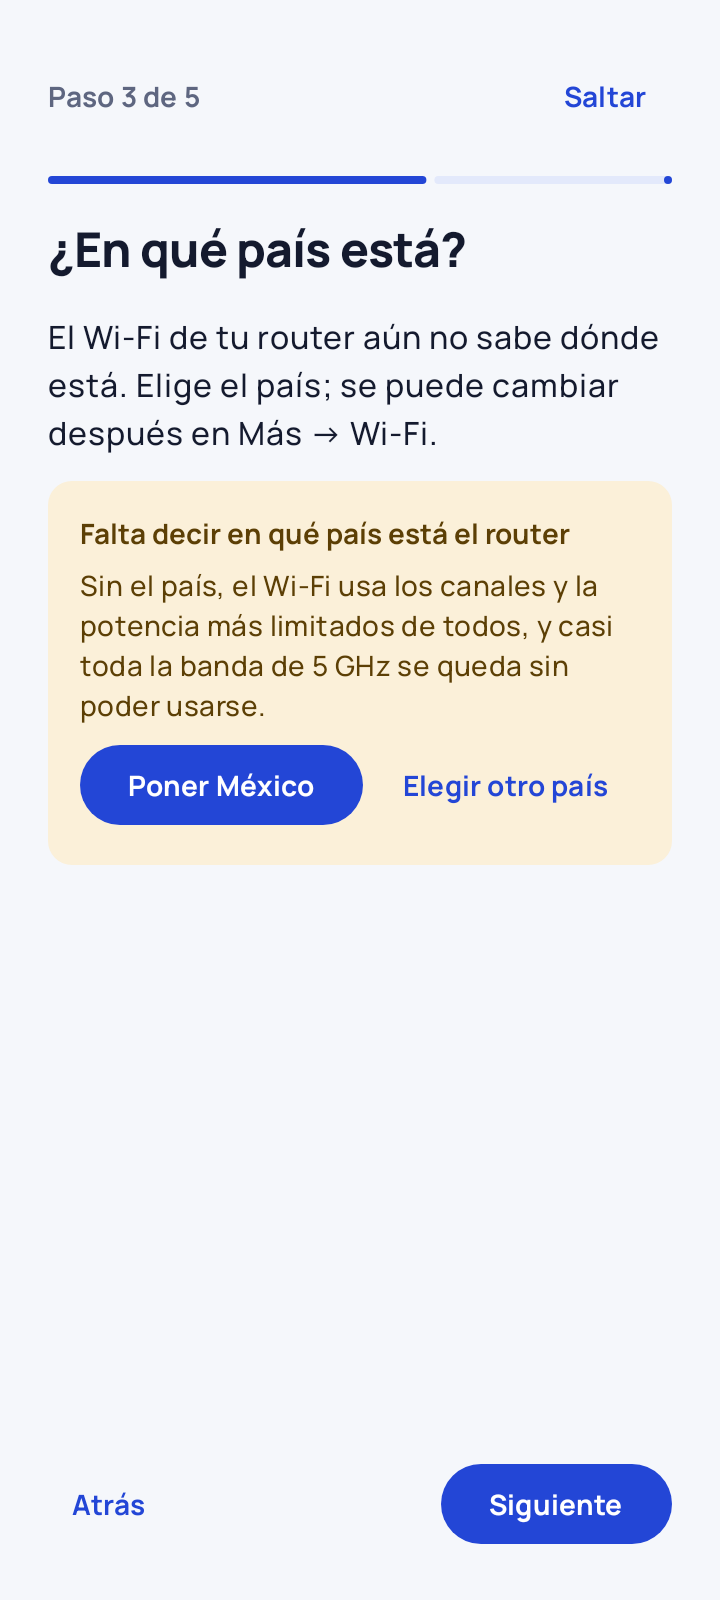 Paso 3 de 5
Saltar
¿En qué país está?
El Wi-Fi de tu router aún no sabe dónde
está. Elige el país; se puede cambiar
después en Más → Wi-Fi.
Falta decir en qué país está el router
Sin el país, el Wi-Fi usa los canales y la
potencia más limitados de todos, y casi
toda la banda de 5 GHz se queda sin
poder usarse.
Poner México
Elegir otro país
Atrás
Siguiente